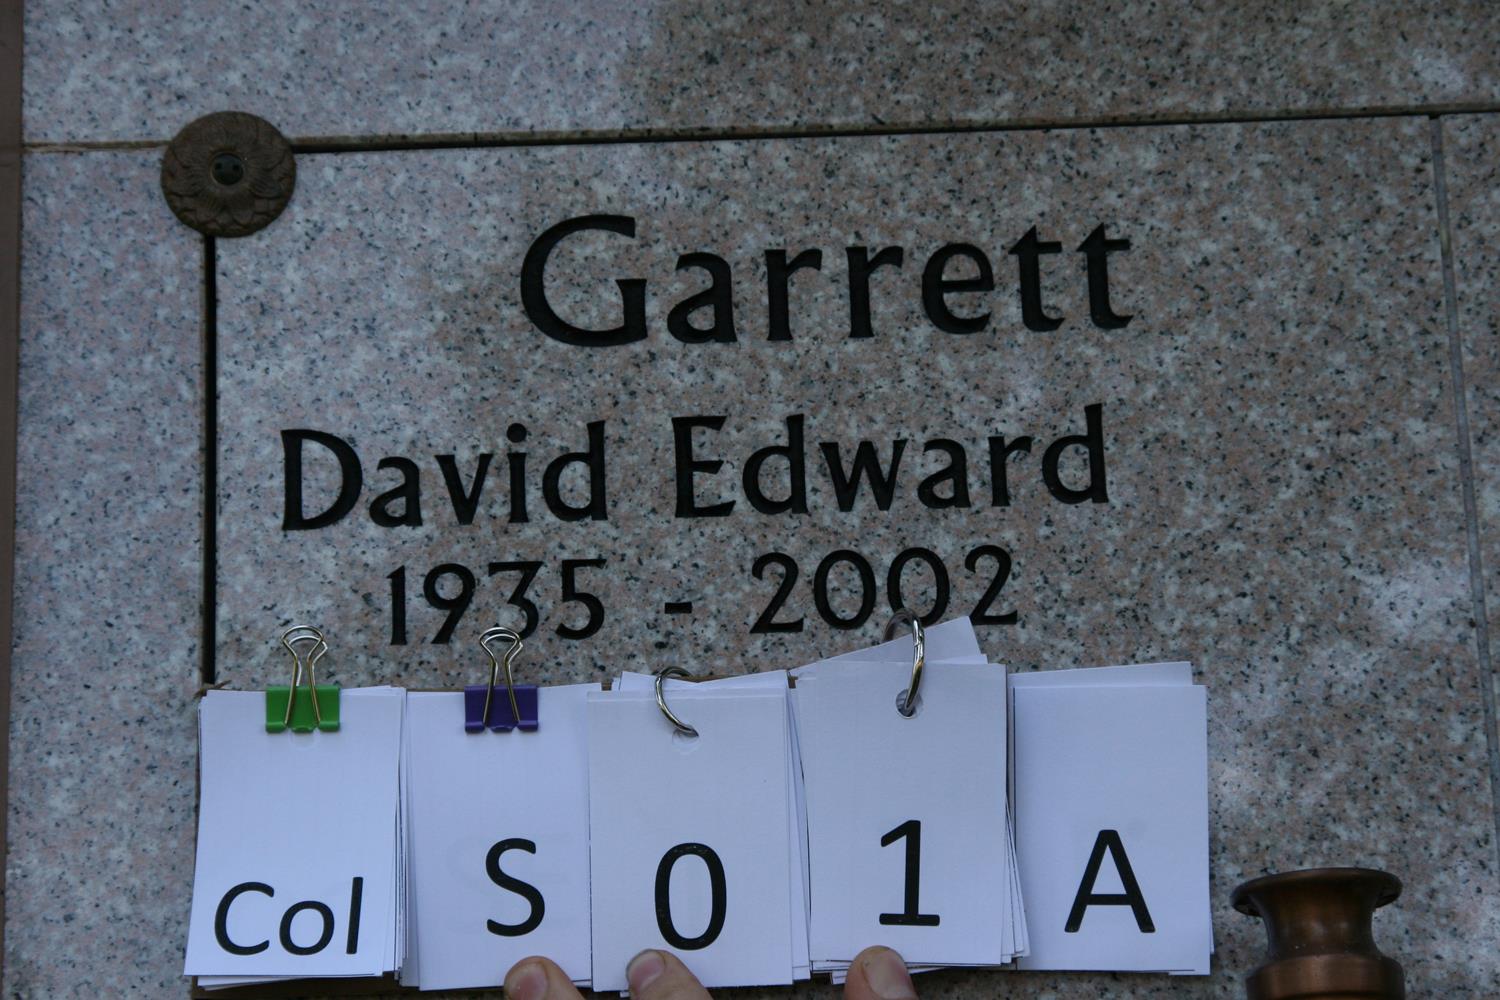 Garrett
David Edward
1935 - 2002
Col S 0 1 A